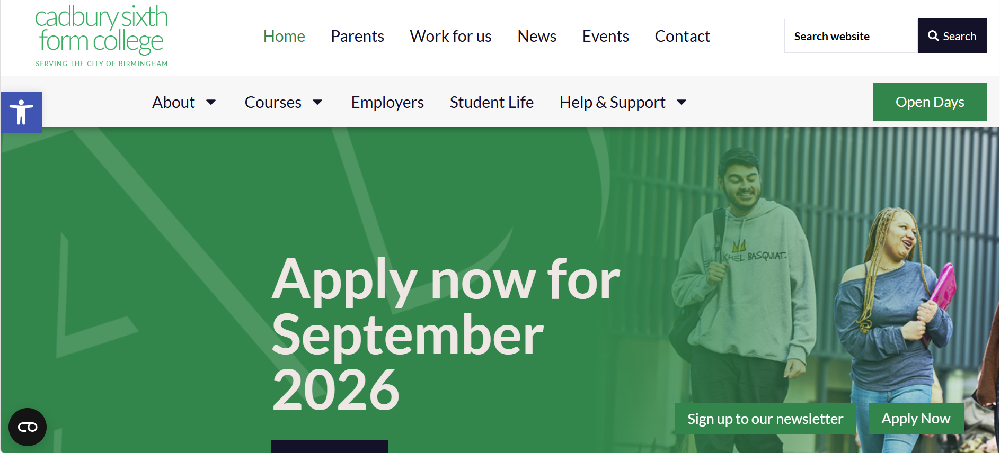 cadbury sixth
form college
SERVING THE CITY OF BIRMINGHAM
Home Parents Work for us News Events Contact
Search website Search
About Courses Employers Student Life Help & Support
Open Days
Apply now for
September
2026
MICHEL BASQUIAT
Sign up to our newsletter
Apply Now